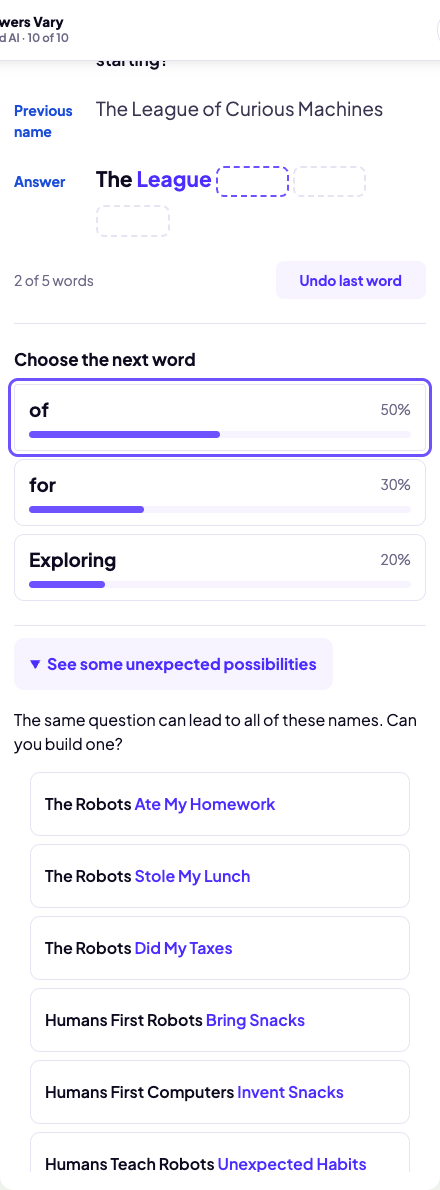 wers Vary
d AI · 10 of 10
starting?
Previous name
The League of Curious Machines
Answer
The League
2 of 5 words
Undo last word
Choose the next word
of
50%
for
30%
Exploring
20%
▼ See some unexpected possibilities
The same question can lead to all of these names. Can
you build one?
The Robots Ate My Homework
The Robots Stole My Lunch
The Robots Did My Taxes
Humans First Robots Bring Snacks
Humans First Computers Invent Snacks
Humans Teach Robots Unexpected Habits